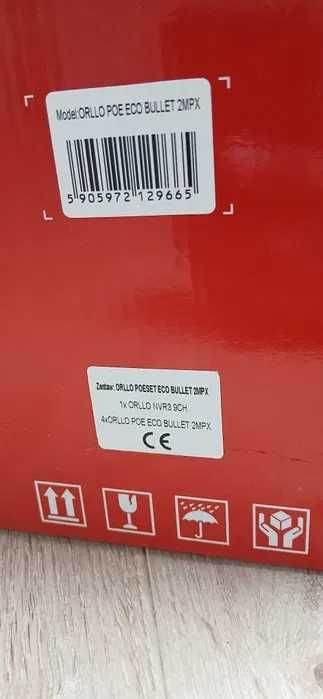 Model:ORLLO POE ECO BULLET 2MPX
5 905972 129665
Zestaw: ORLLO POESET ECO BULLET 2MPX
1x ORLLO NVR3 9CH
4xORLLO POE ECO BULLET 2MPX
CE